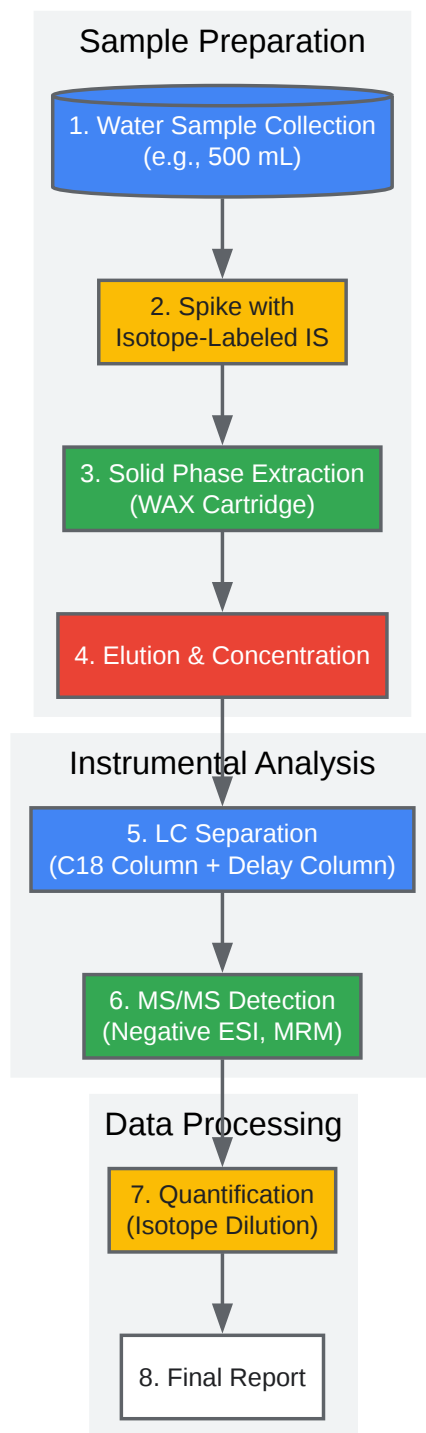 Sample Preparation
1. Water Sample Collection
(e.g., 500 mL)
2. Spike with
Isotope-Labeled IS
3. Solid Phase Extraction
(WAX Cartridge)
4. Elution & Concentration
Instrumental Analysis
5. LC Separation
(C18 Column + Delay Column)
6. MS/MS Detection
(Negative ESI, MRM)
Data Processing
7. Quantification
(Isotope Dilution)
8. Final Report